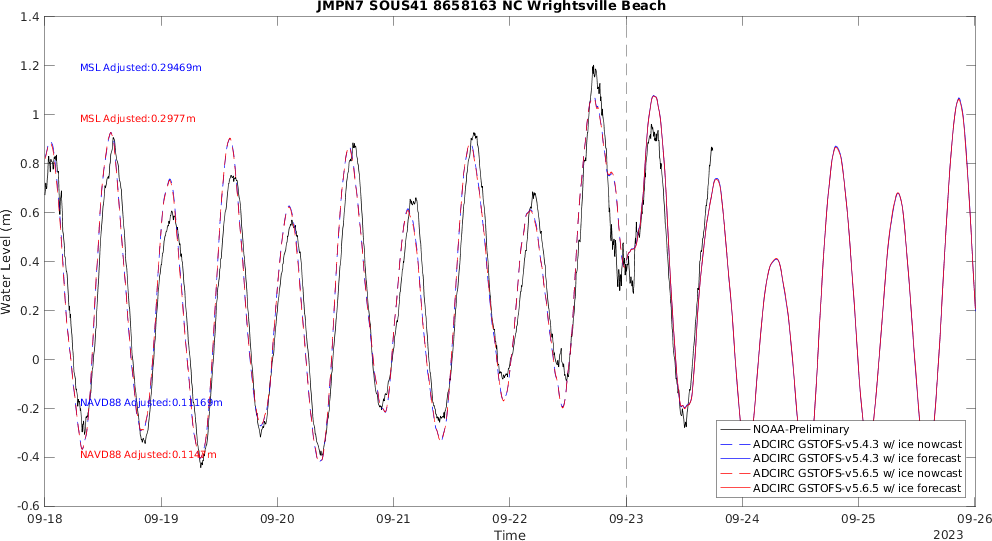 JMPN7 SOUS41 8658163 NC Wrightsville Beach
1.4
1.2
1
0.8
0.6
0.4
0.2
0
-0.2
-0.4
-0.6
Water Level (m)
MSL Adjusted:0.29469m
MSL Adjusted:0.2977m
NAVD88 Adjusted:0.11169m
NAVD88 Adjusted:0.1147m
NOAA-Preliminary
ADCIRC GSTOFS-v5.4.3 w/ ice nowcast
ADCIRC GSTOFS-v5.4.3 w/ ice forecast
ADCIRC GSTOFS-v5.6.5 w/ ice nowcast
ADCIRC GSTOFS-v5.6.5 w/ ice forecast
09-18 09-19 09-20 09-21 09-22 09-23 09-24 09-25 09-26
Time
2023